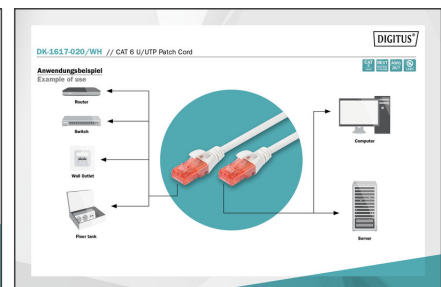 DIGITUS®
DK-1617-020/WH // CAT 6 U/UTP Patch Cord
Anwendungsbeispiel
Example of use
Router
Switch
Wall Outlet
Floor tank
Computer
Server